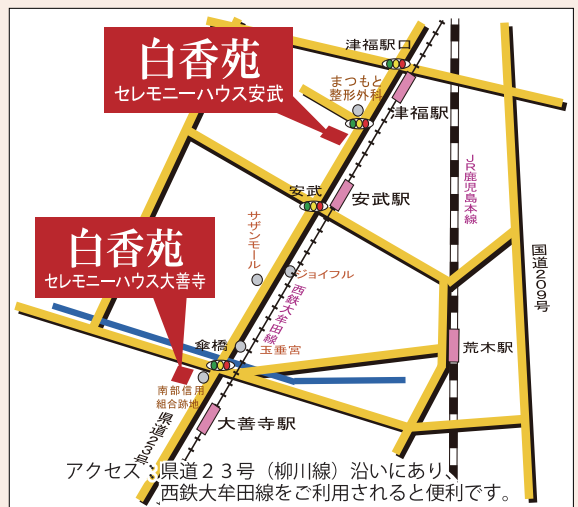 白香苑
セレモニーハウス安武
津福駅口
まつもと
整形外科
津福駅
JR鹿児島本線
安武
安武駅
サザンモール
白香苑
セレモニーハウス大善寺
国道209号
ジョイフル
西鉄大牟田線
傘橋
玉垂宮
荒木駅
南部信用
組合跡地
県道23号
大善寺駅
アクセス：県道２３号（柳川線）沿いにあり、
西鉄大牟田線をご利用されると便利です。